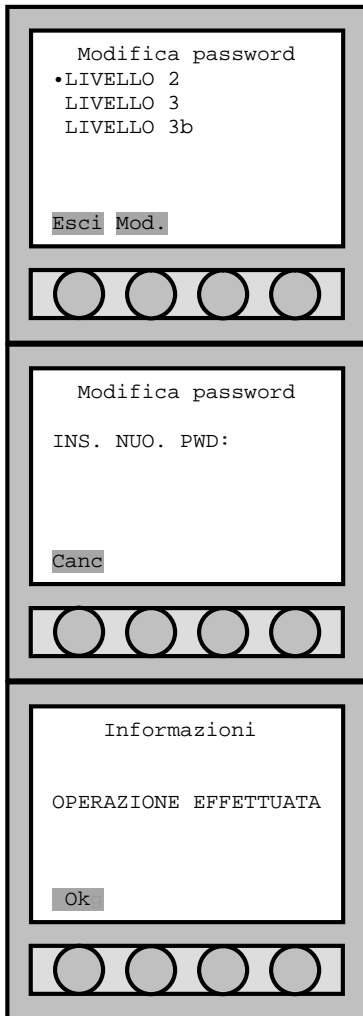 Modifica password
•LIVELLO 2
LIVELLO 3
LIVELLO 3b
Esci Mod.
Modifica password
INS. NUO. PWD:
Canc
Informazioni
OPERAZIONE EFFETTUATA
Ok